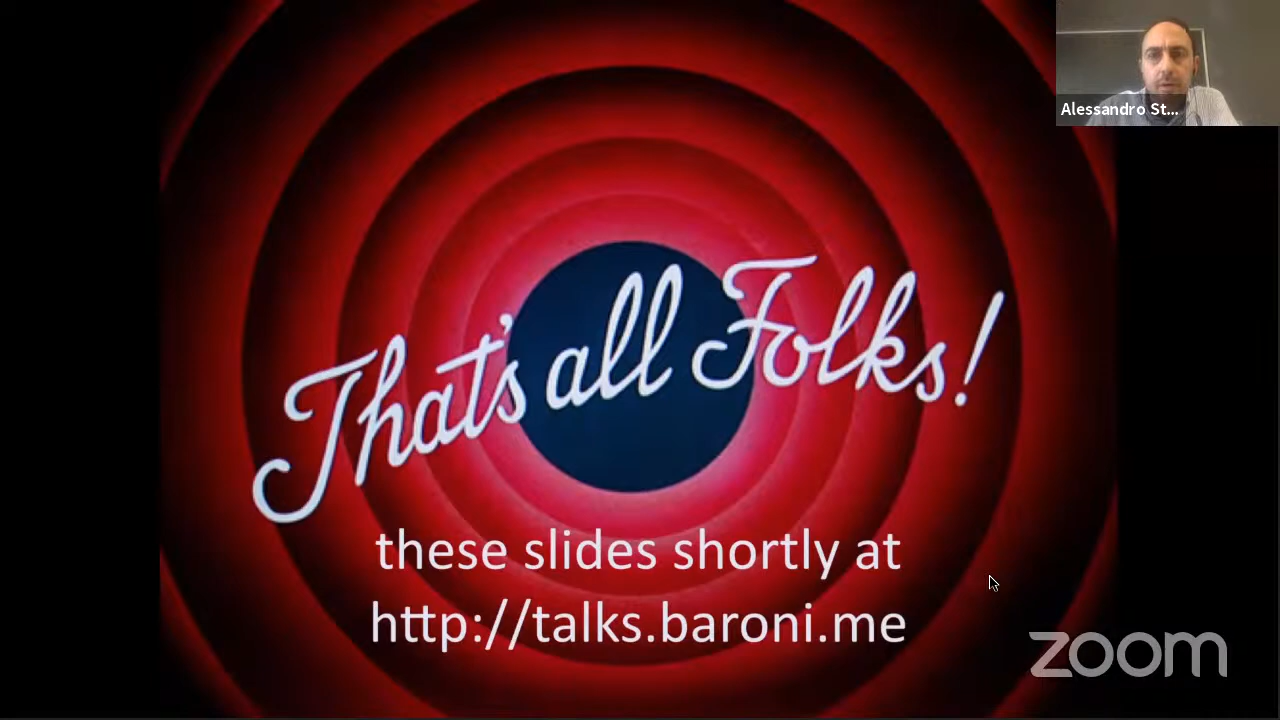 Alessandro St...
That's all Folks!
these slides shortly at
http://talks.baroni.me
zoom